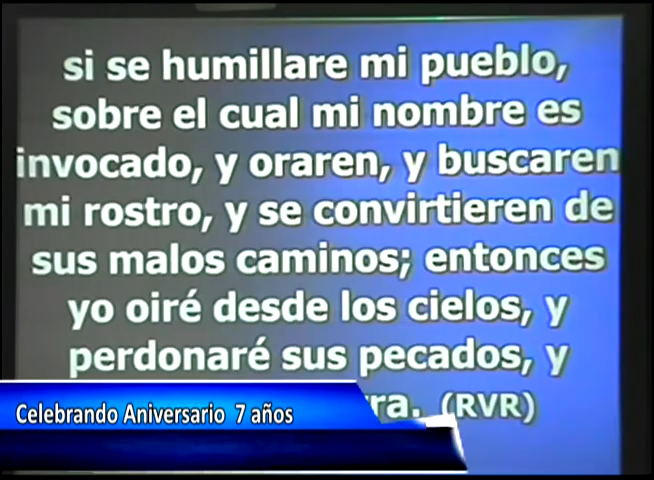 si se humillare mi pueblo,
sobre el cual mi nombre es
invocado, y oraren, y buscaren
mi rostro, y se convirtieren de
sus malos caminos; entonces
yo oiré desde los cielos, y
perdonaré sus pecados, y
(RVR)
Celebrando Aniversario 7 años